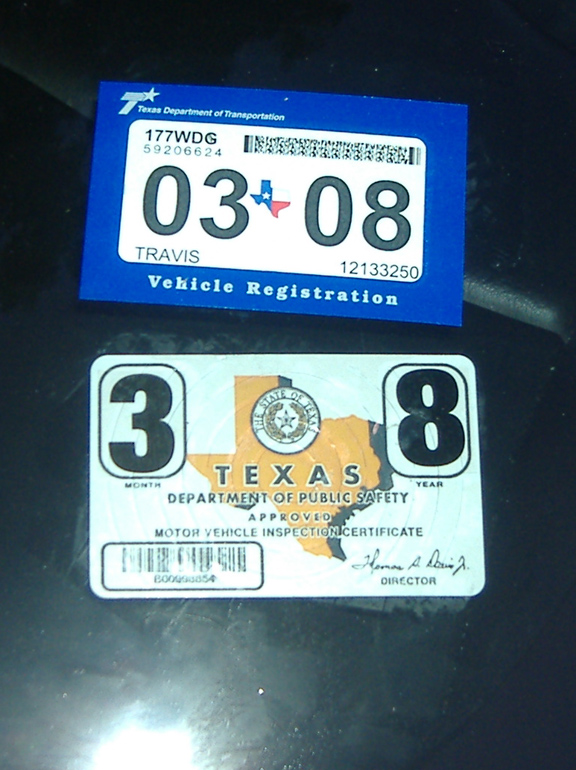 Texas Department of Transportation
177WDG
59206624
03 08
TRAVIS
12133250
Vehicle Registration
3 8
THE STATE OF TEXAS
MONTH YEAR
TEXAS
DEPARTMENT OF PUBLIC SAFETY
APPROVED
MOTOR VEHICLE INSPECTION CERTIFICATE
DIRECTOR